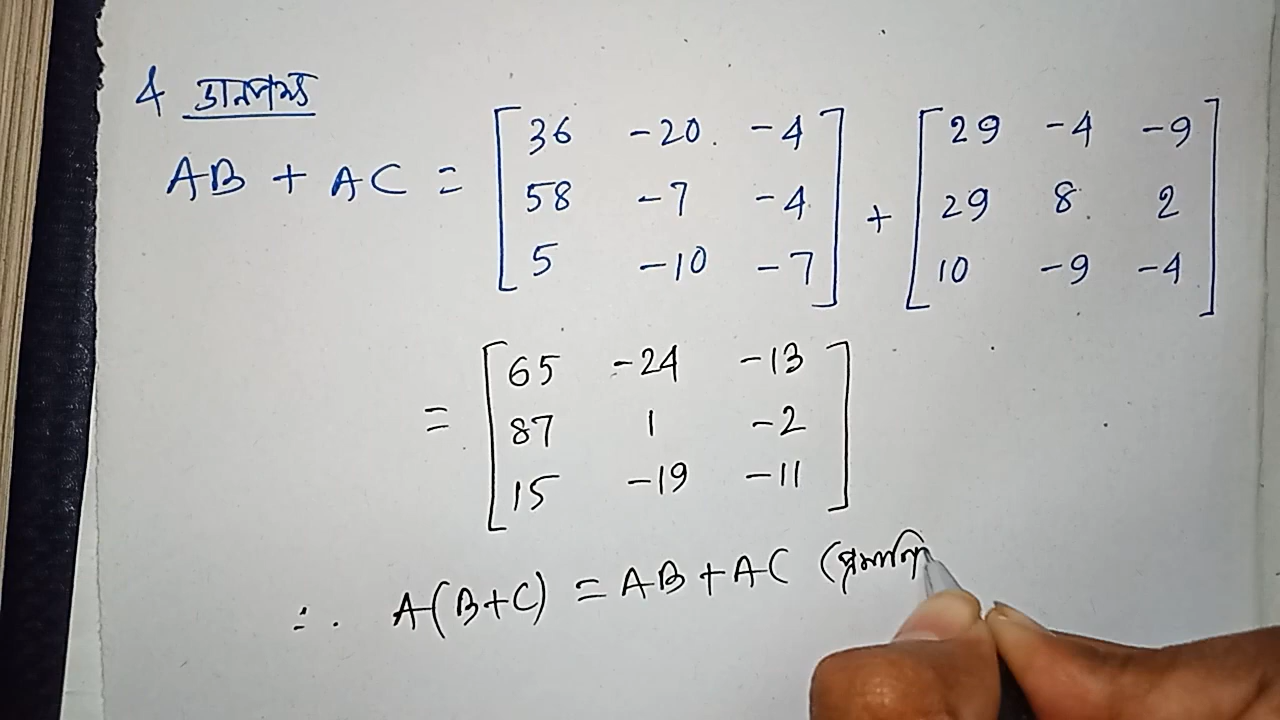 4 ডানপক্ষ
AB + AC = [36 -20 -4 + [29 -4 -9
58 -7 -4 29 8 2
5 -10 -7] 10 -9 -4]
= [65 -24 -13
87 1 -2
15 -19 -11]
∴ A(B+C) = AB + AC (প্রমাণি